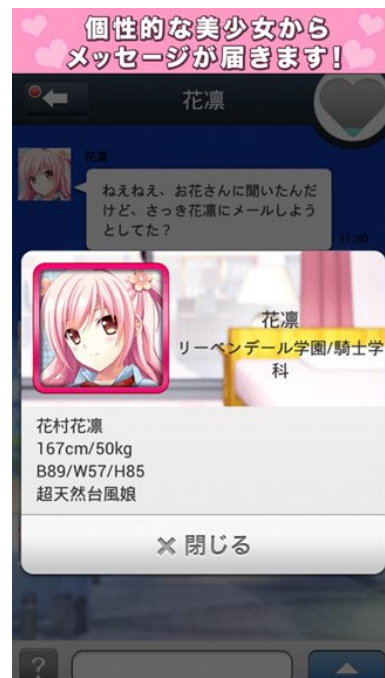 個性的な美少女から
メッセージが届きます!
花凛
花凛
ねえねえ、お花さんに聞いたんだ
けど、さっき花凛にメールしよう
としてた?
11:30
花凛
リーベンデール学園/騎士学
科
花村花凛
167cm/50kg
B89/W57/H85
超天然台風娘
× 閉じる
?